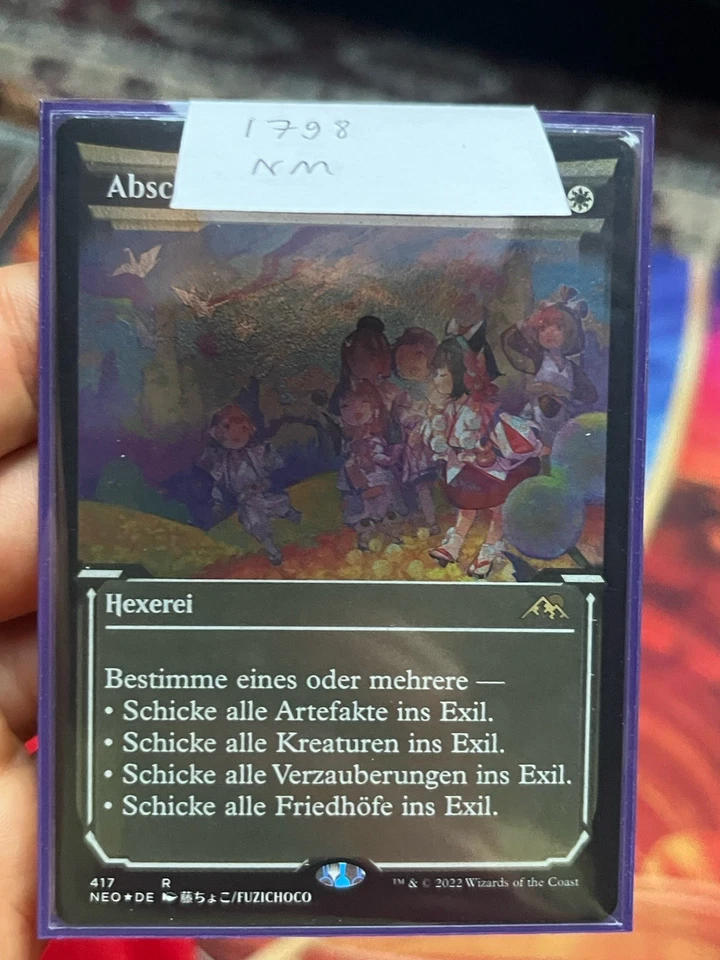 1798
NM
Absc
Hexerei
Bestimme eines oder mehrere —
• Schicke alle Artefakte ins Exil.
• Schicke alle Kreaturen ins Exil.
• Schicke alle Verzauberungen ins Exil.
• Schicke alle Friedhöfe ins Exil.
417 R
NEO★DE 藤ちょこ/FUZICHOCO
™ & © 2022 Wizards of the Coast